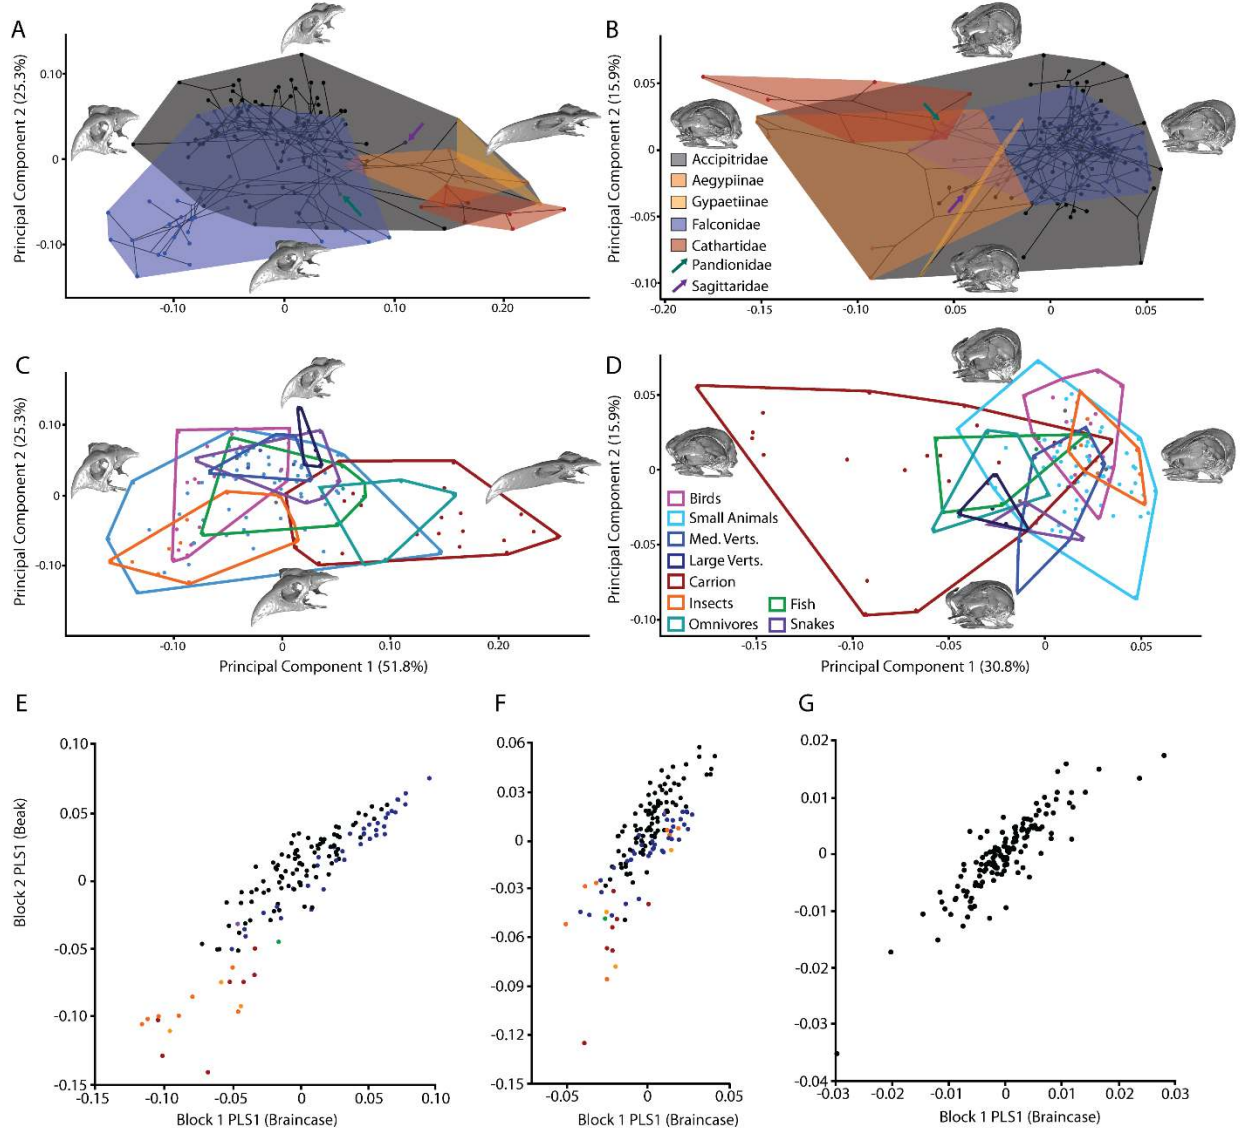 A
Principal Component 2 (25.3%)
0.10
0
-0.10
-0.10
0
0.10
0.20
B
Principal Component 2 (15.9%)
0.05
0
-0.05
-0.10
-0.20
-0.15
-0.10
0.05
0
0.05
Accipitridae
Aegypiinae
Gypaetiinae
Falconidae
Cathartidae
Pandionidae
Sagittaridae
C
Principal Component 2 (25.3%)
0.10
0
-0.10
-0.10
0
0.10
0.20
Principal Component 1 (51.8%)
D
Principal Component 2 (15.9%)
0.05
0
-0.05
-0.10
-0.15
-0.10
-0.05
0
0.05
Principal Component 1 (30.8%)
Birds
Small Animals
Med. Verts.
Large Verts.
Carrion
Insects
Omnivores
Fish
Snakes
E
Block 2 PLS1 (Beak)
0.10
0.05
0
-0.05
-0.10
-0.15
-0.15
-0.10
-0.05
0
0.05
0.10
Block 1 PLS1 (Braincase)
F
0.06
0.03
0
-0.03
-0.06
-0.09
-0.12
-0.15
-0.05
0
0.05
Block 1 PLS1 (Braincase)
G
0.02
0.01
0
-0.01
-0.02
-0.03
-0.04
-0.03
-0.02
-0.01
0
0.01
0.02
0.03
Block 1 PLS1 (Braincase)